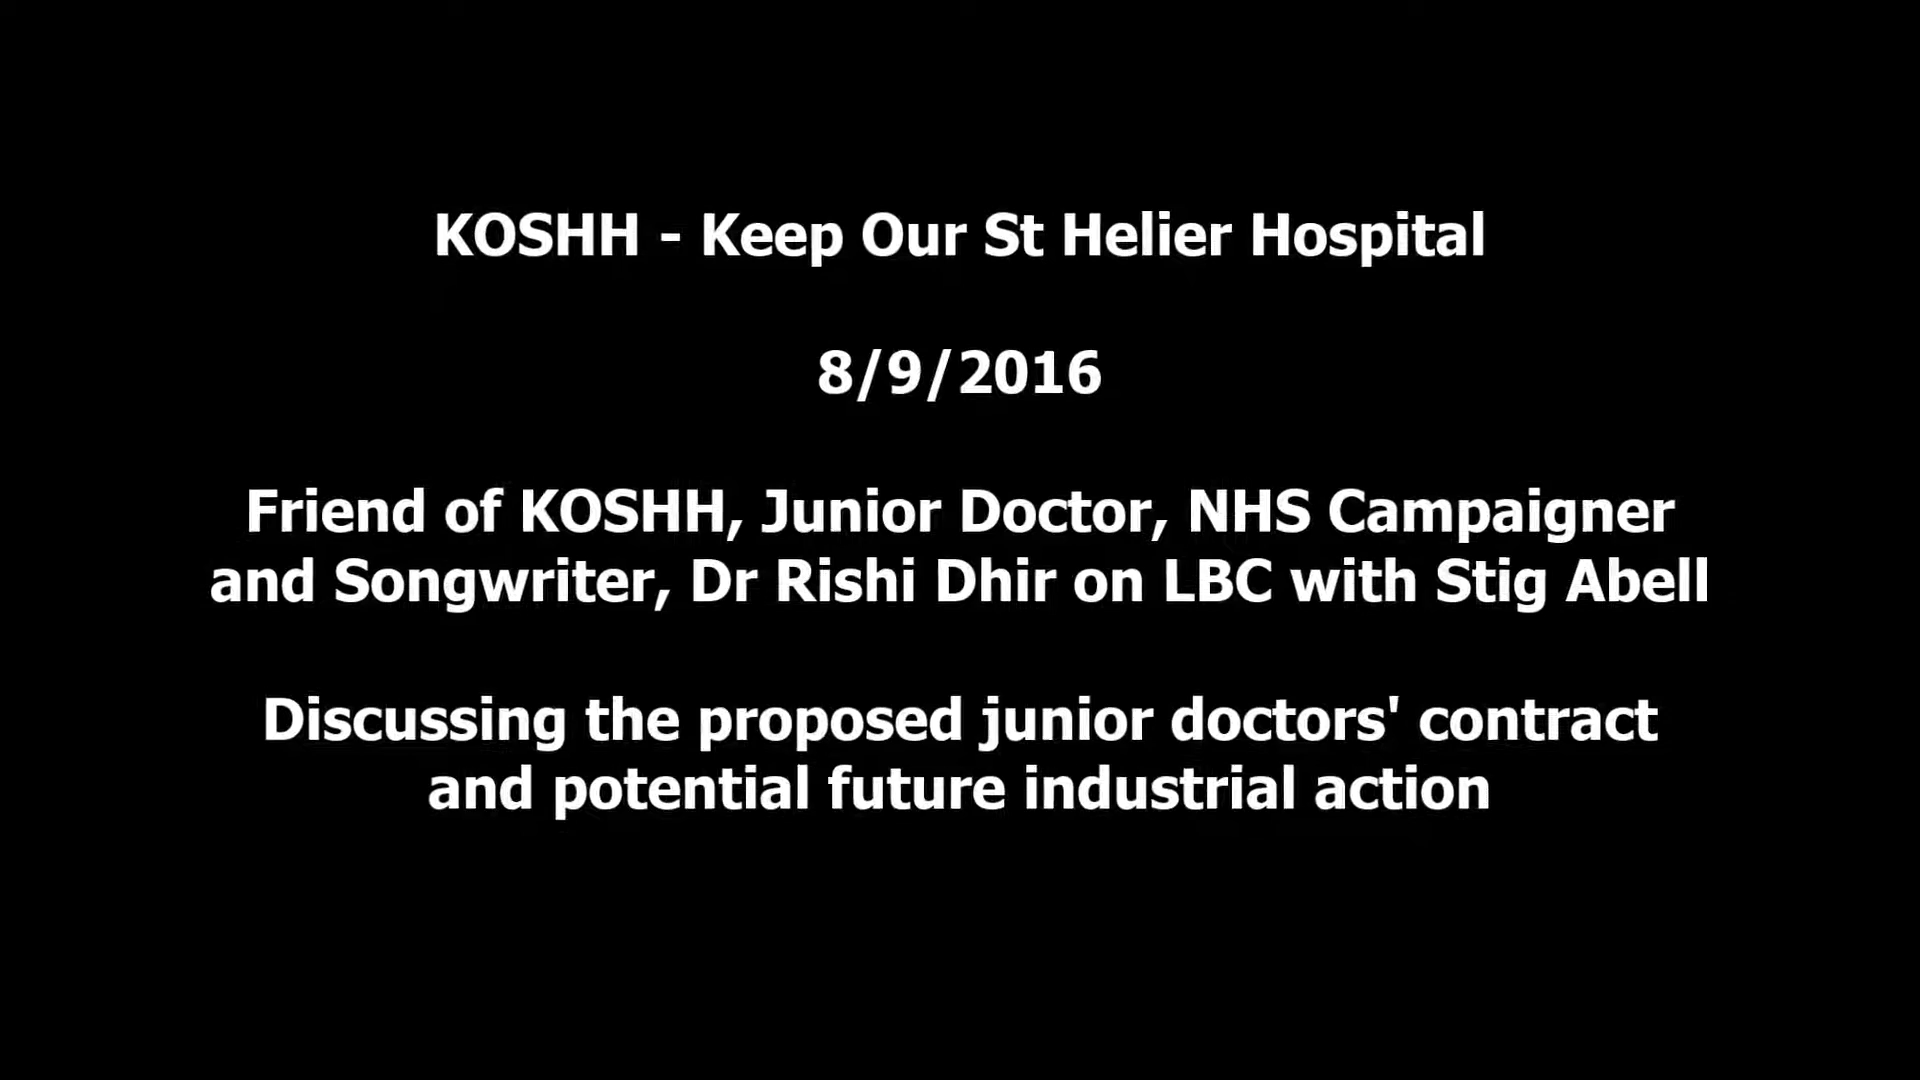 KOSHH - Keep Our St Helier Hospital
8/9/2016
Friend of KOSHH, Junior Doctor, NHS Campaigner
and Songwriter, Dr Rishi Dhir on LBC with Stig Abell
Discussing the proposed junior doctors' contract
and potential future industrial action